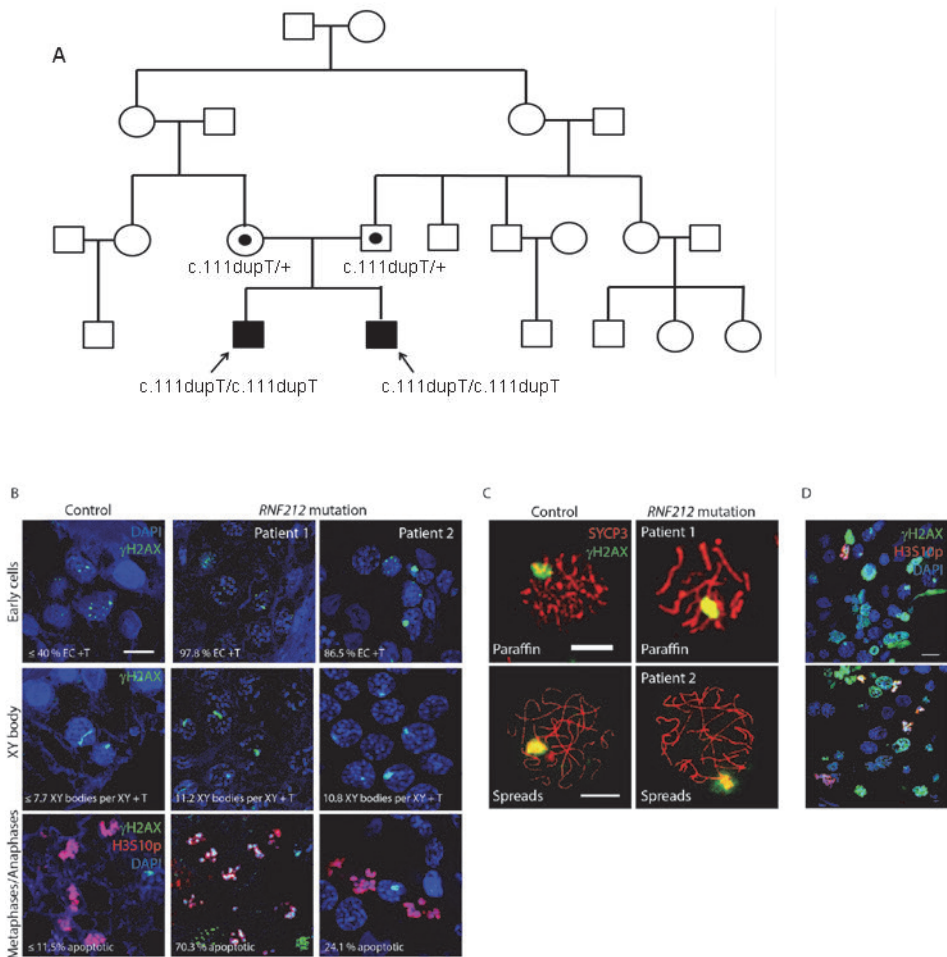 A
c.111dupT/+
c.111dupT/+
c.111dupT/c.111dupT
c.111dupT/c.111dupT
B
Control
RNF212 mutation
Early cells
DAPI
γH2AX
≤ 40 % EC +T
Patient 1
97.8 % EC +T
Patient 2
86.5 % EC +T
XY body
γH2AX
≤ 7.7 XY bodies per XY + T
11.2 XY bodies per XY + T
10.8 XY bodies per XY + T
Metaphases/Anaphases
γH2AX
H3S10p
DAPI
≤ 11.5% apoptotic
70.3 % apoptotic
24.1 % apoptotic
C
Control
RNF212 mutation
SYCP3
γH2AX
Paraffin
Patient 1
Paraffin
Spreads
Patient 2
Spreads
D
γH2AX
H3S10p
DAPI